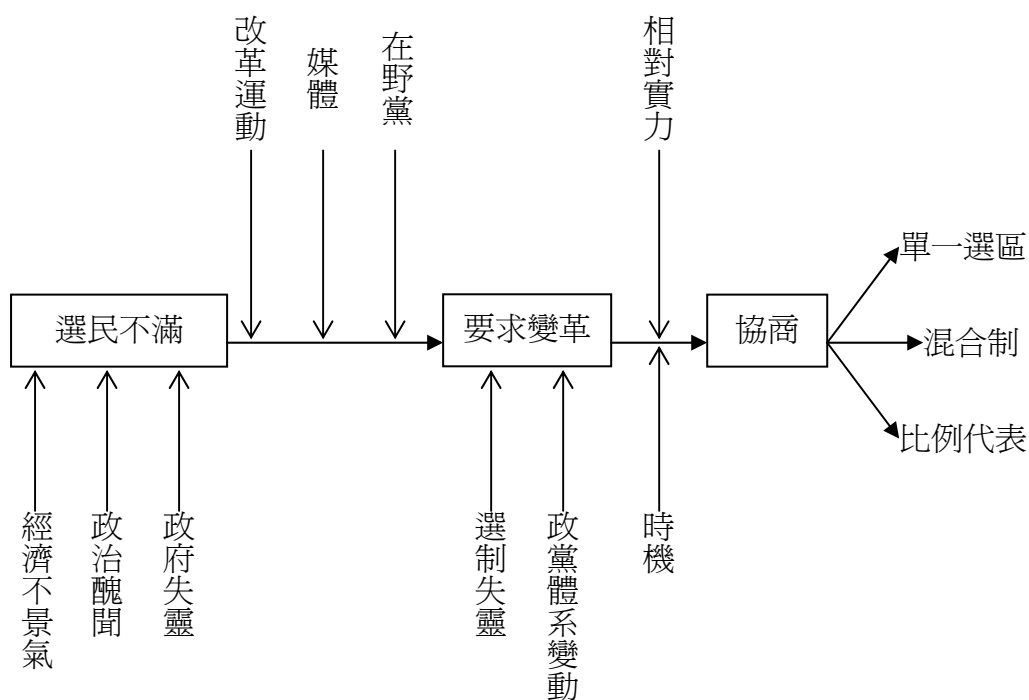 改革運動
媒體
在野黨
相對實力
單一選區
選民不滿
要求變革
協商
混合制
比例代表
經濟不景氣
政治醜聞
政府失靈
選制失靈
政黨體系變動
時機